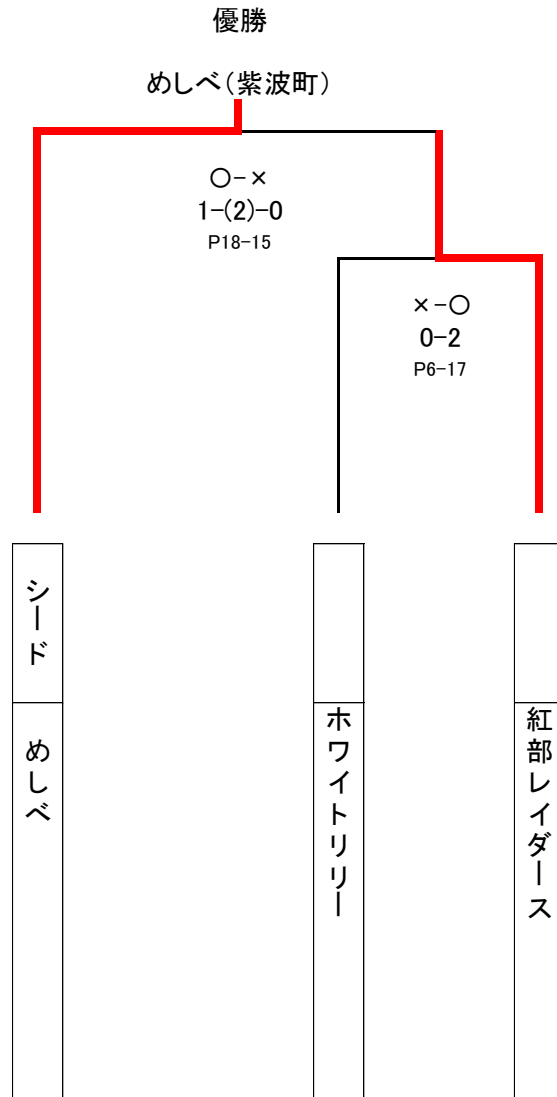 優勝
めしべ(紫波町)
○-×
1-(2)-0
P18-15
×-○
0-2
P6-17
シード
めしべ
ホワイトリリー
紅部レイダース